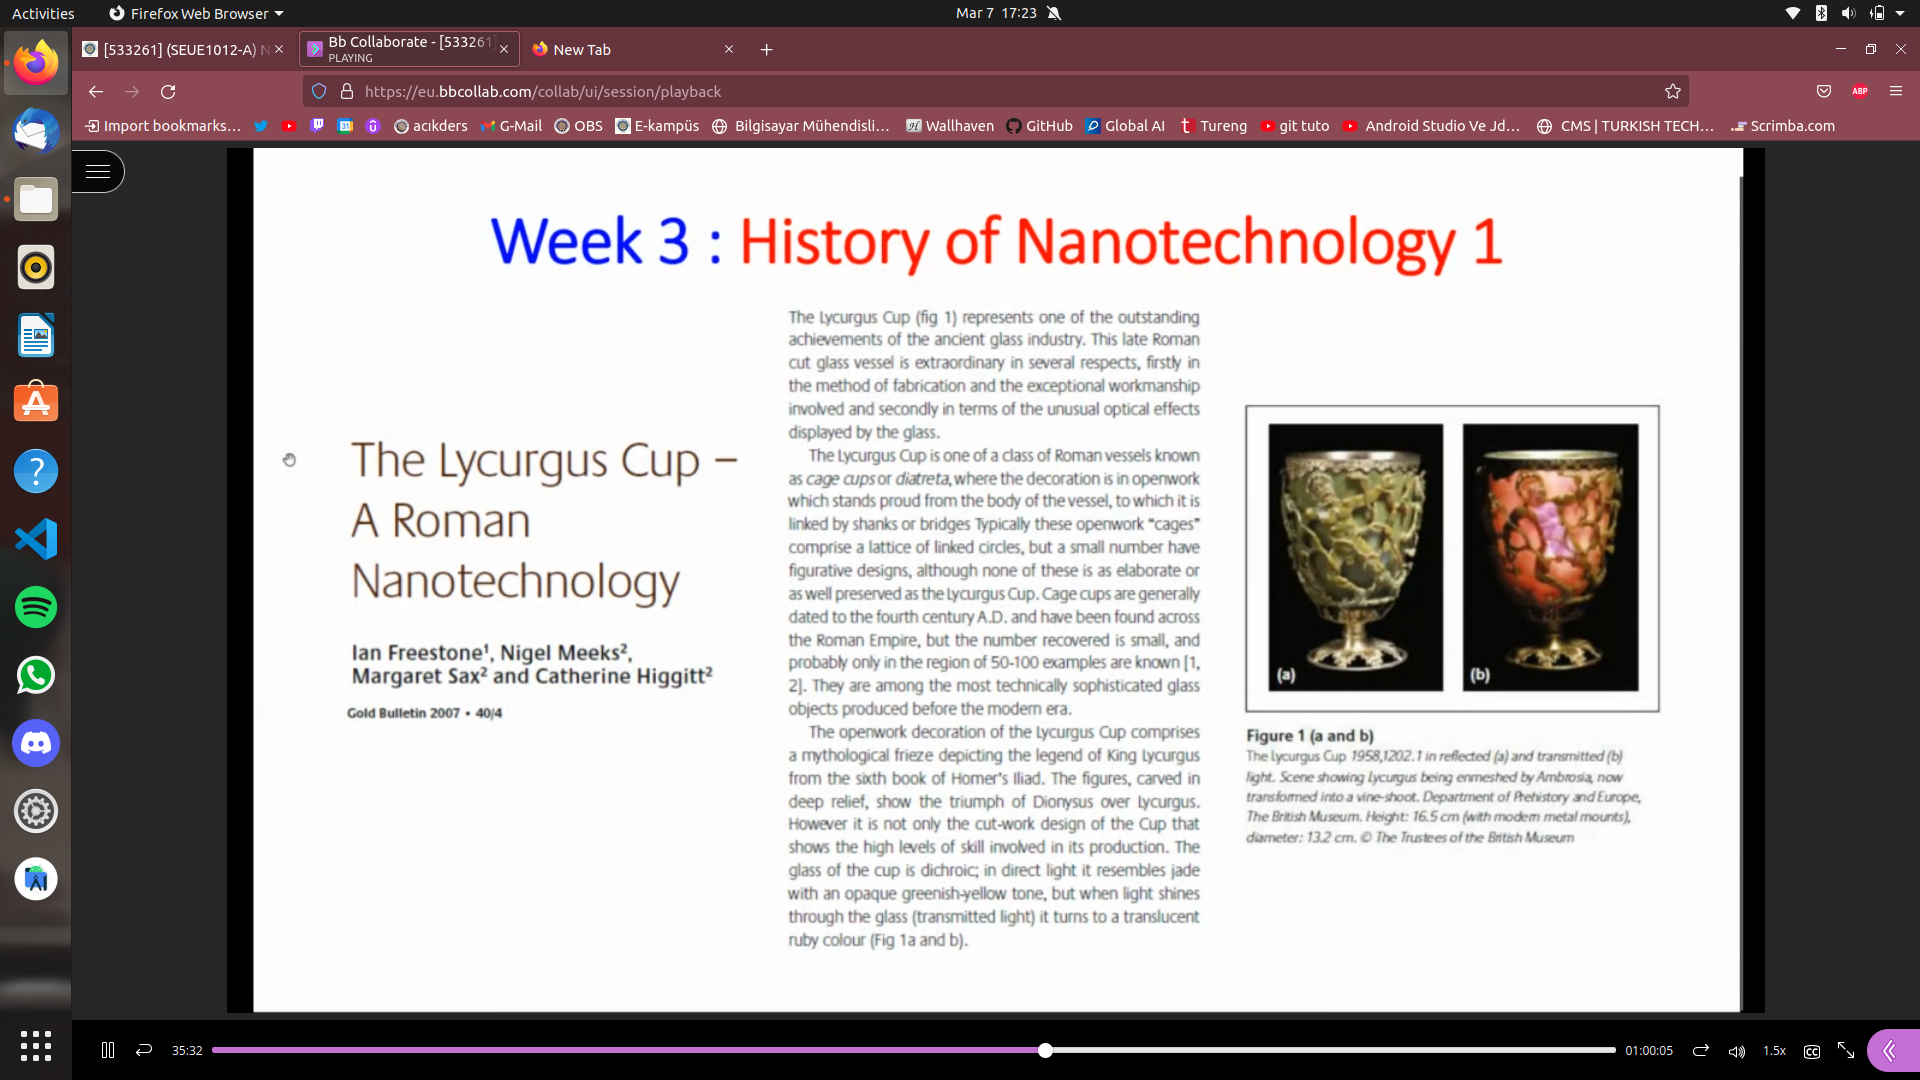 Activities
Firefox Web Browser
Mar 7 17:23
[533261] (SEUE1012-A) N
Bb Collaborate - [533261]
PLAYING
New Tab
https://eu.bbcollab.com/collab/ui/session/playback
ABP
Import bookmarks...
31
acıkders
G-Mail
OBS
E-kampüs
Bilgisayar Mühendisli...
Wallhaven
GitHub
Global AI
Tureng
git tuto
Android Studio Ve Jd...
CMS | TURKISH TECH...
Scrimba.com
Week 3 : History of Nanotechnology 1
The Lycurgus Cup –
A Roman
Nanotechnology
Ian Freestone¹, Nigel Meeks²,
Margaret Sax² and Catherine Higgitt²
Gold Bulletin 2007 • 40/4
The Lycurgus Cup (fig 1) represents one of the outstanding
achievements of the ancient glass industry. This late Roman
cut glass vessel is extraordinary in several respects, firstly in
the method of fabrication and the exceptional workmanship
involved and secondly in terms of the unusual optical effects
displayed by the glass.
The Lycurgus Cup is one of a class of Roman vessels known
as cage cups or diatreta, where the decoration is in openwork
which stands proud from the body of the vessel, to which it is
linked by shanks or bridges Typically these openwork “cages”
comprise a lattice of linked circles, but a small number have
figurative designs, although none of these is as elaborate or
as well preserved as the Lycurgus Cup. Cage cups are generally
dated to the fourth century A.D. and have been found across
the Roman Empire, but the number recovered is small, and
probably only in the region of 50-100 examples are known [1,
2]. They are among the most technically sophisticated glass
objects produced before the modern era.
The openwork decoration of the Lycurgus Cup comprises
a mythological frieze depicting the legend of King Lycurgus
from the sixth book of Homer's Iliad. The figures, carved in
deep relief, show the triumph of Dionysus over Lycurgus.
However it is not only the cut-work design of the Cup that
shows the high levels of skill involved in its production. The
glass of the cup is dichroic; in direct light it resembles jade
with an opaque greenish-yellow tone, but when light shines
through the glass (transmitted light) it turns to a translucent
ruby colour (Fig 1a and b).
(a)
(b)
Figure 1 (a and b)
The Lycurgus Cup 1958,1202.1 in reflected (a) and transmitted (b)
light. Scene showing Lycurgus being enmeshed by Ambrosia, now
transformed into a vine-shoot. Department of Prehistory and Europe,
The British Museum. Height: 16.5 cm (with modern metal mounts),
diameter: 13.2 cm. © The Trustees of the British Museum
35:32
01:00:05
1.5x
CC